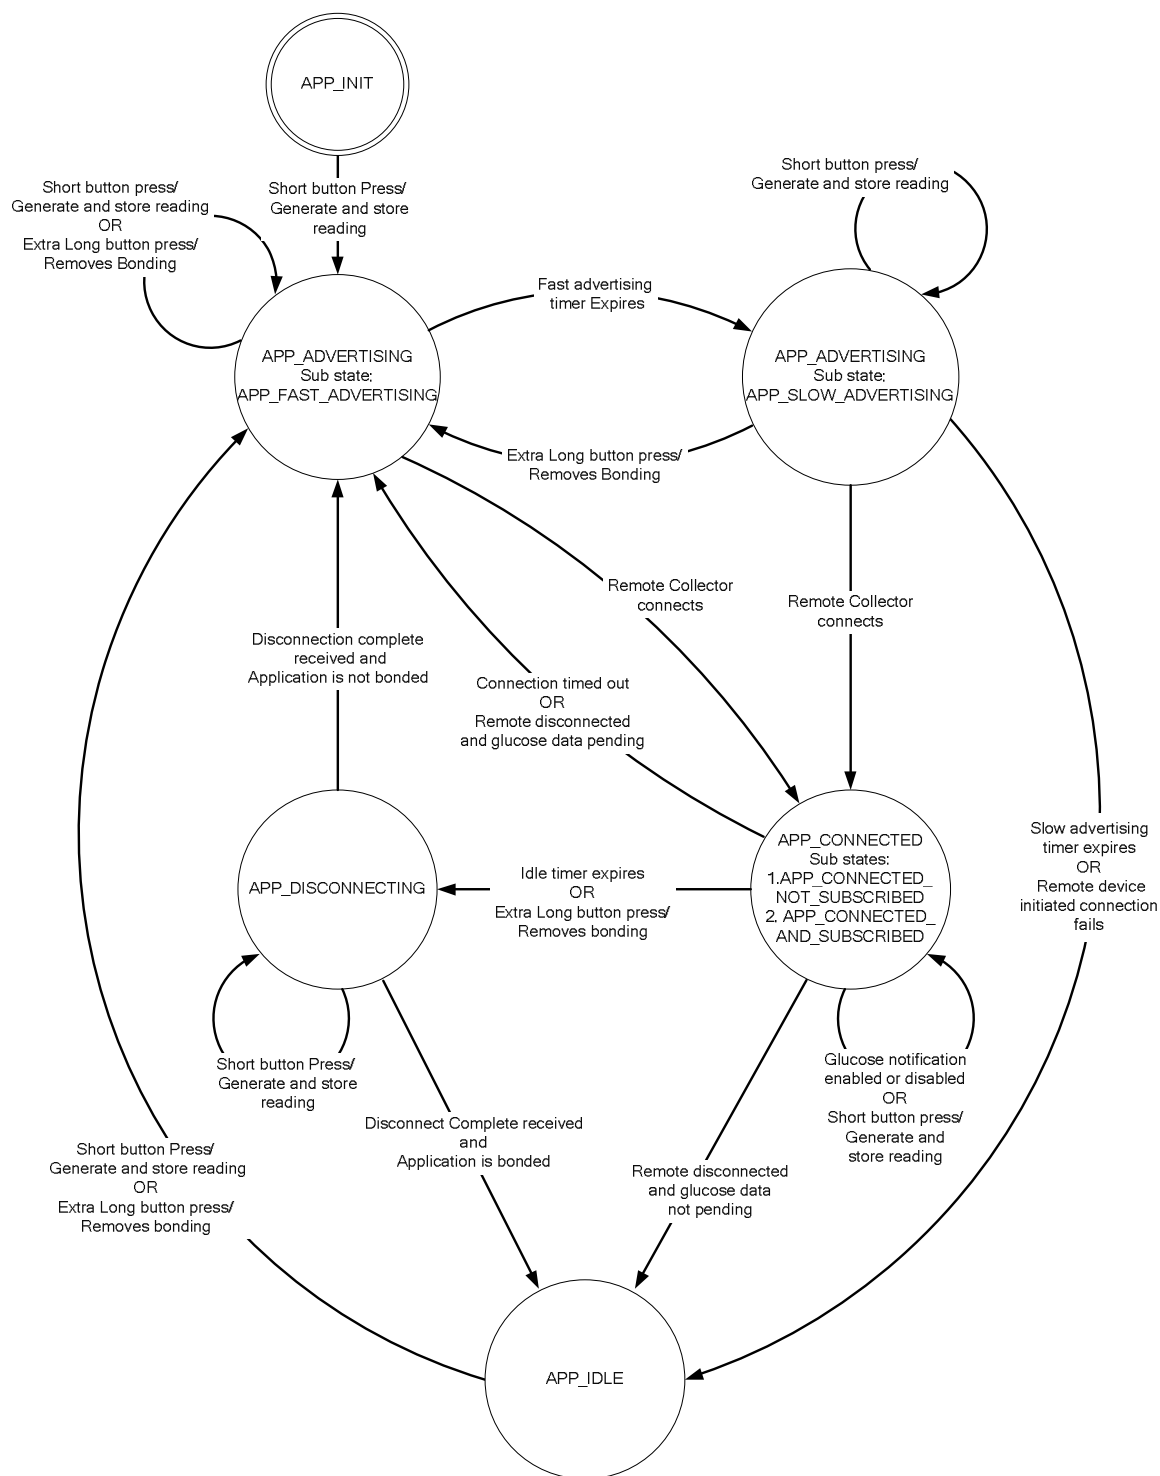 APP_INIT
Short button press/
Generate and store reading
OR
Extra Long button press/
Removes Bonding
Short button Press/
Generate and store
reading
Short button press/
Generate and store reading
Fast advertising
timer Expires
APP_ADVERTISING
Sub state:
APP_FAST_ADVERTISING
APP_ADVERTISING
Sub state:
APP_SLOW_ADVERTISING
Extra Long button press/
Removes Bonding
Remote Collector
connects
Remote Collector
connects
Disconnection complete
received and
Application is not bonded
Connection timed out
OR
Remote disconnected
and glucose data pending
Slow advertising
timer expires
OR
Remote device
initiated connection
fails
APP_DISCONNECTING
Idle timer expires
OR
Extra Long button press/
Removes bonding
APP_CONNECTED
Sub states:
1.APP_CONNECTED_
NOT_SUBSCRIBED
2. APP_CONNECTED_
AND_SUBSCRIBED
Short button Press/
Generate and store
reading
Glucose notification
enabled or disabled
OR
Short button press/
Generate and
store reading
Disconnect Complete received
and
Application is bonded
Short button Press/
Generate and store reading
OR
Extra Long button press/
Removes bonding
Remote disconnected
and glucose data
not pending
APP_IDLE